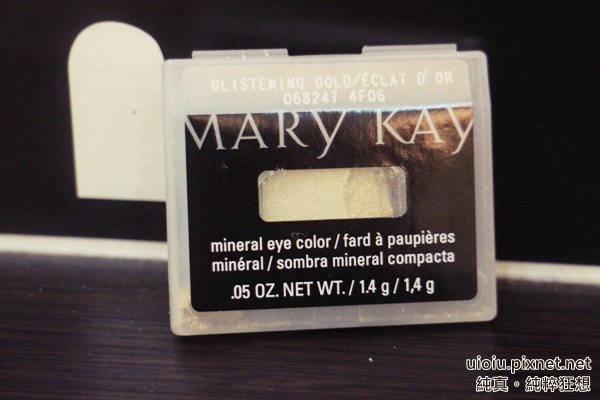 GLISTENING GOLD/ÉCLAT D'OR
068247 4F06
MARY KAY
mineral eye color / fard à paupières
minéral / sombra mineral compacta
.05 OZ. NET WT. / 1.4 g / 1,4 g
uioiu.pixnet.net
純真。純粹狂想